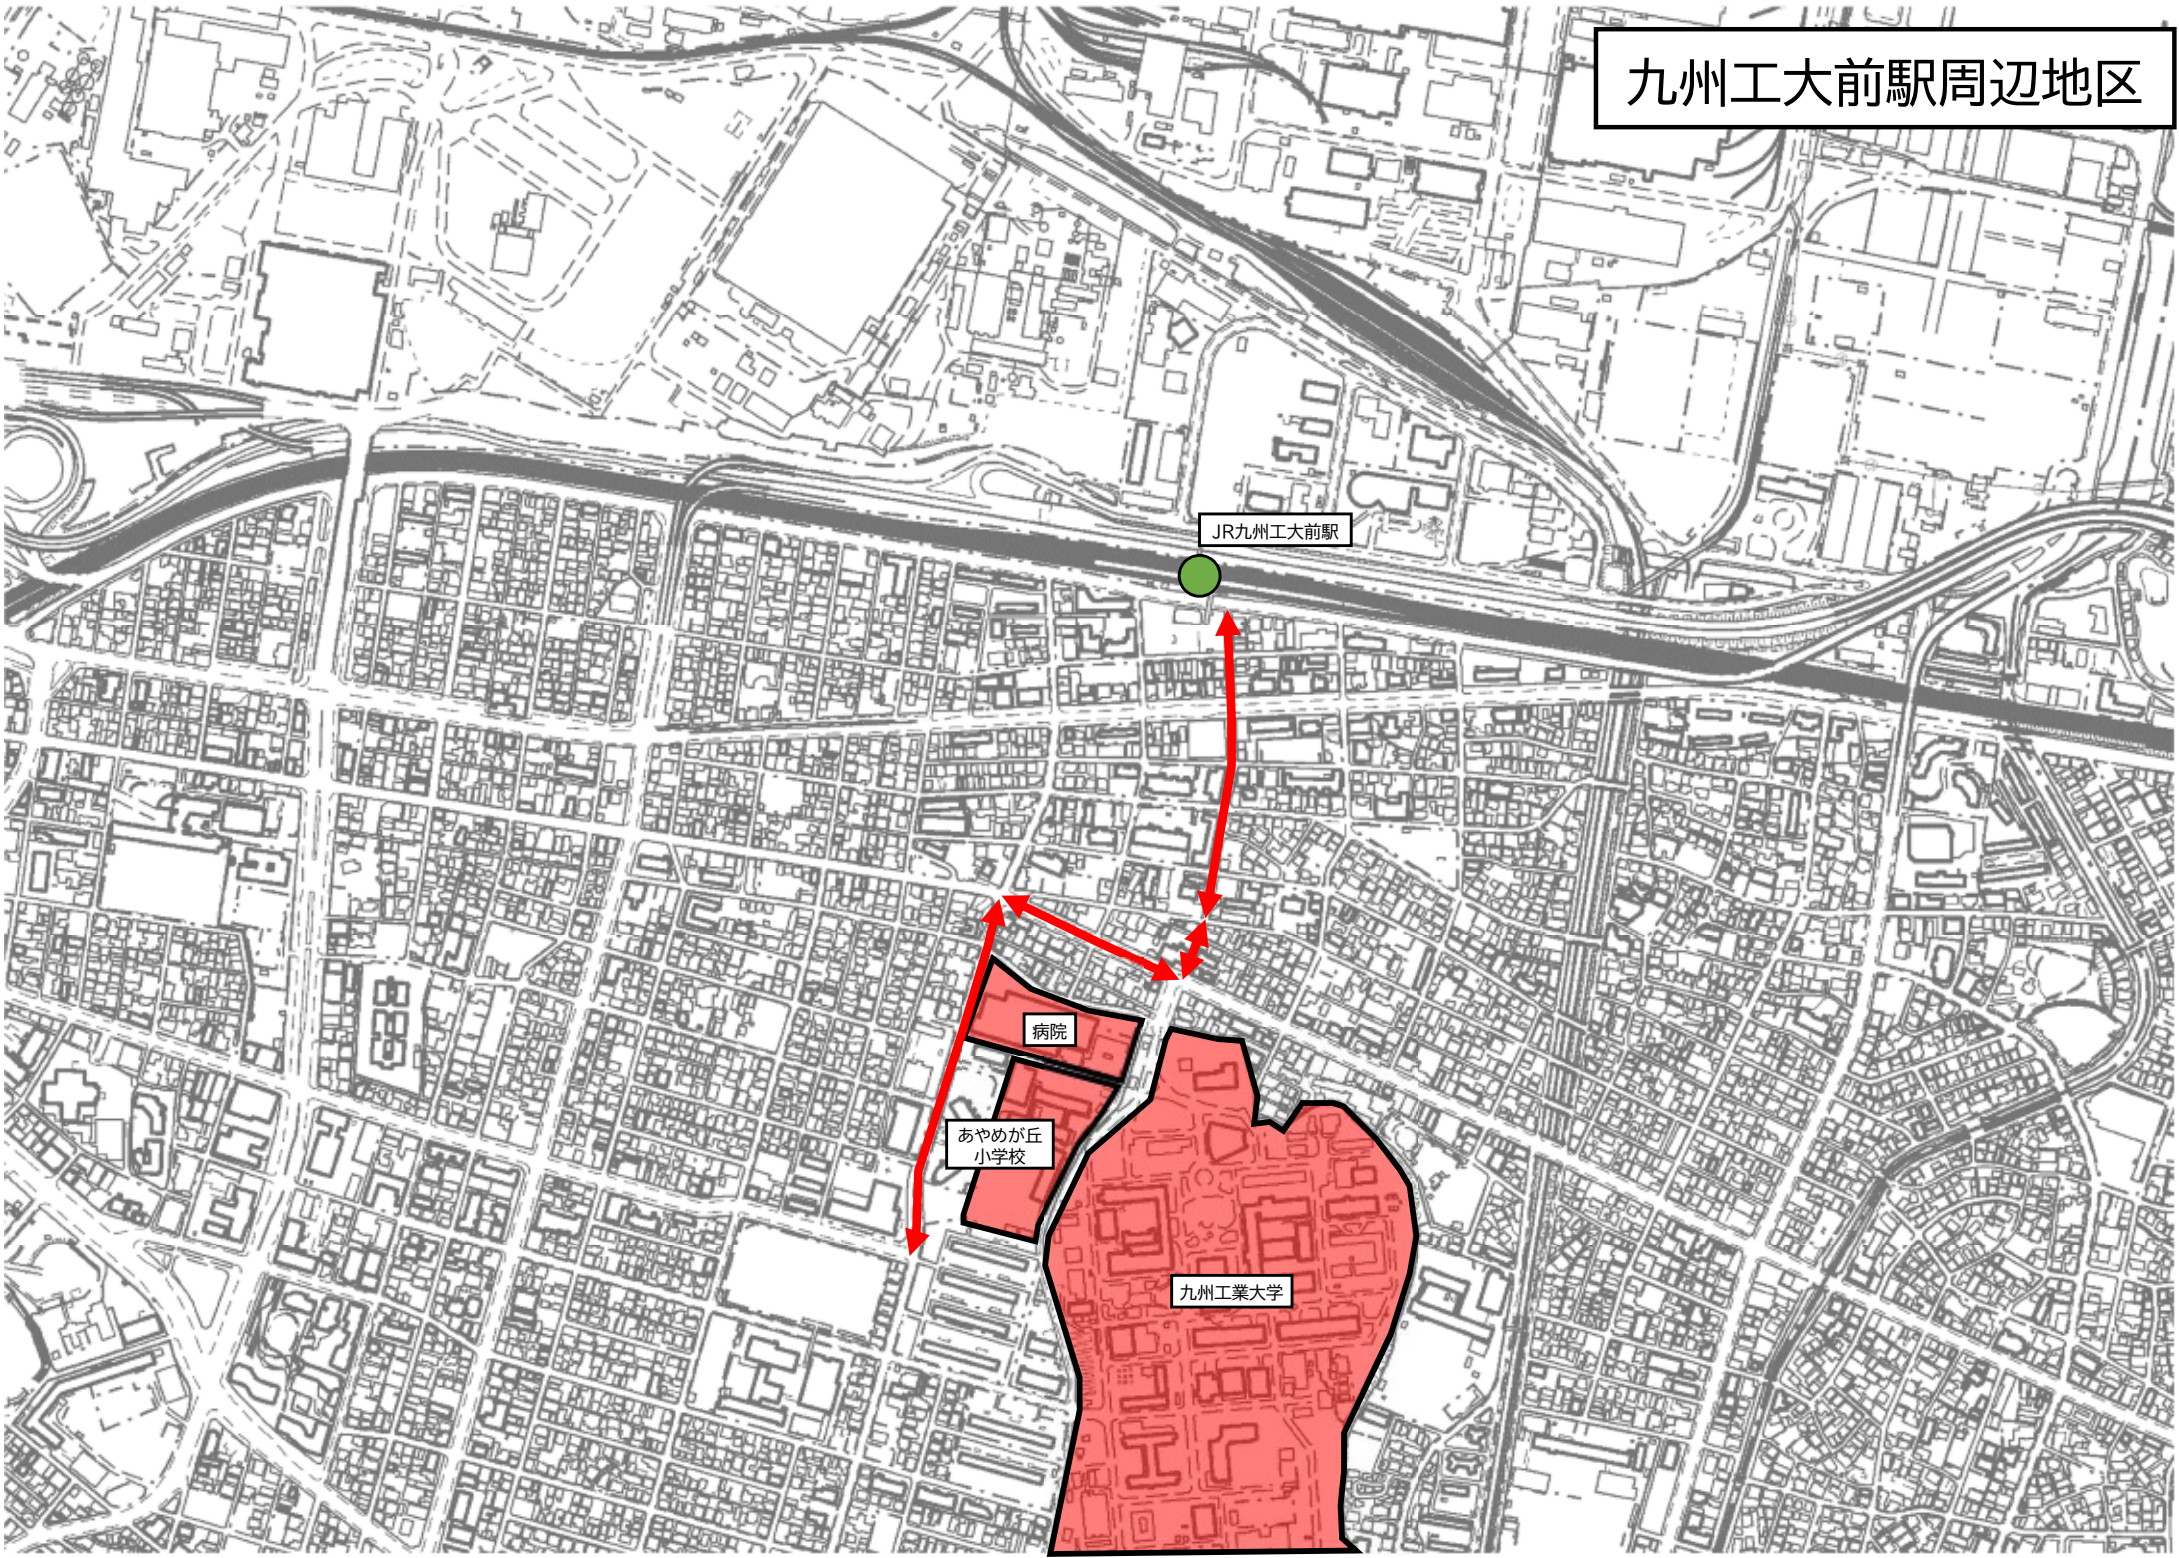 九州工大前駅周辺地区
JR九州工大前駅
病院
あやめが丘
小学校
九州工業大学